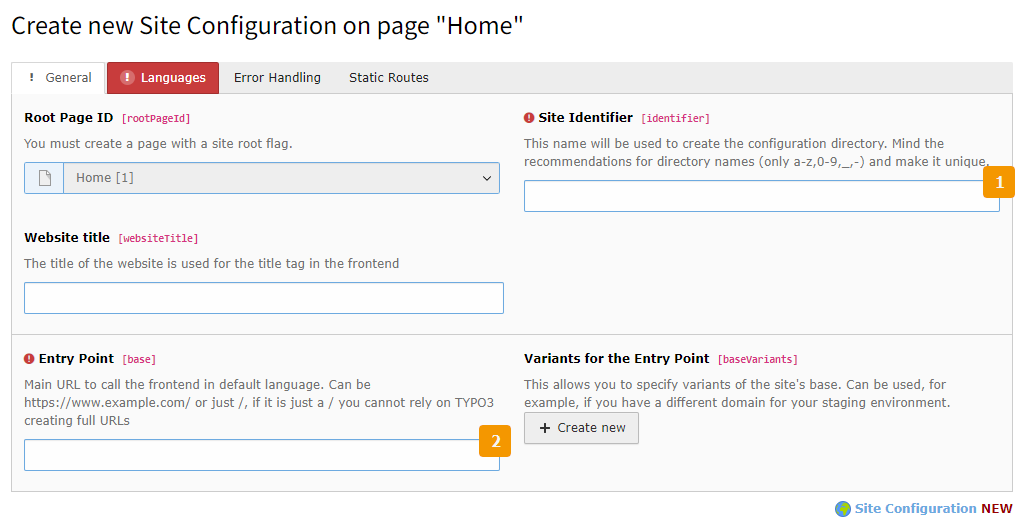 Create new Site Configuration on page "Home"
! General
! Languages
Error Handling
Static Routes
Root Page ID [rootPageId]
You must create a page with a site root flag.
Home [1]
! Site Identifier [identifier]
This name will be used to create the configuration directory. Mind the
recommendations for directory names (only a-z,0-9,_,-) and make it unique.
1
Website title [websiteTitle]
The title of the website is used for the title tag in the frontend
! Entry Point [base]
Main URL to call the frontend in default language. Can be
https://www.example.com/ or just /, if it is just a / you cannot rely on TYPO3
creating full URLs
2
Variants for the Entry Point [baseVariants]
This allows you to specify variants of the site's base. Can be used, for
example, if you have a different domain for your staging environment.
+ Create new
Site Configuration NEW